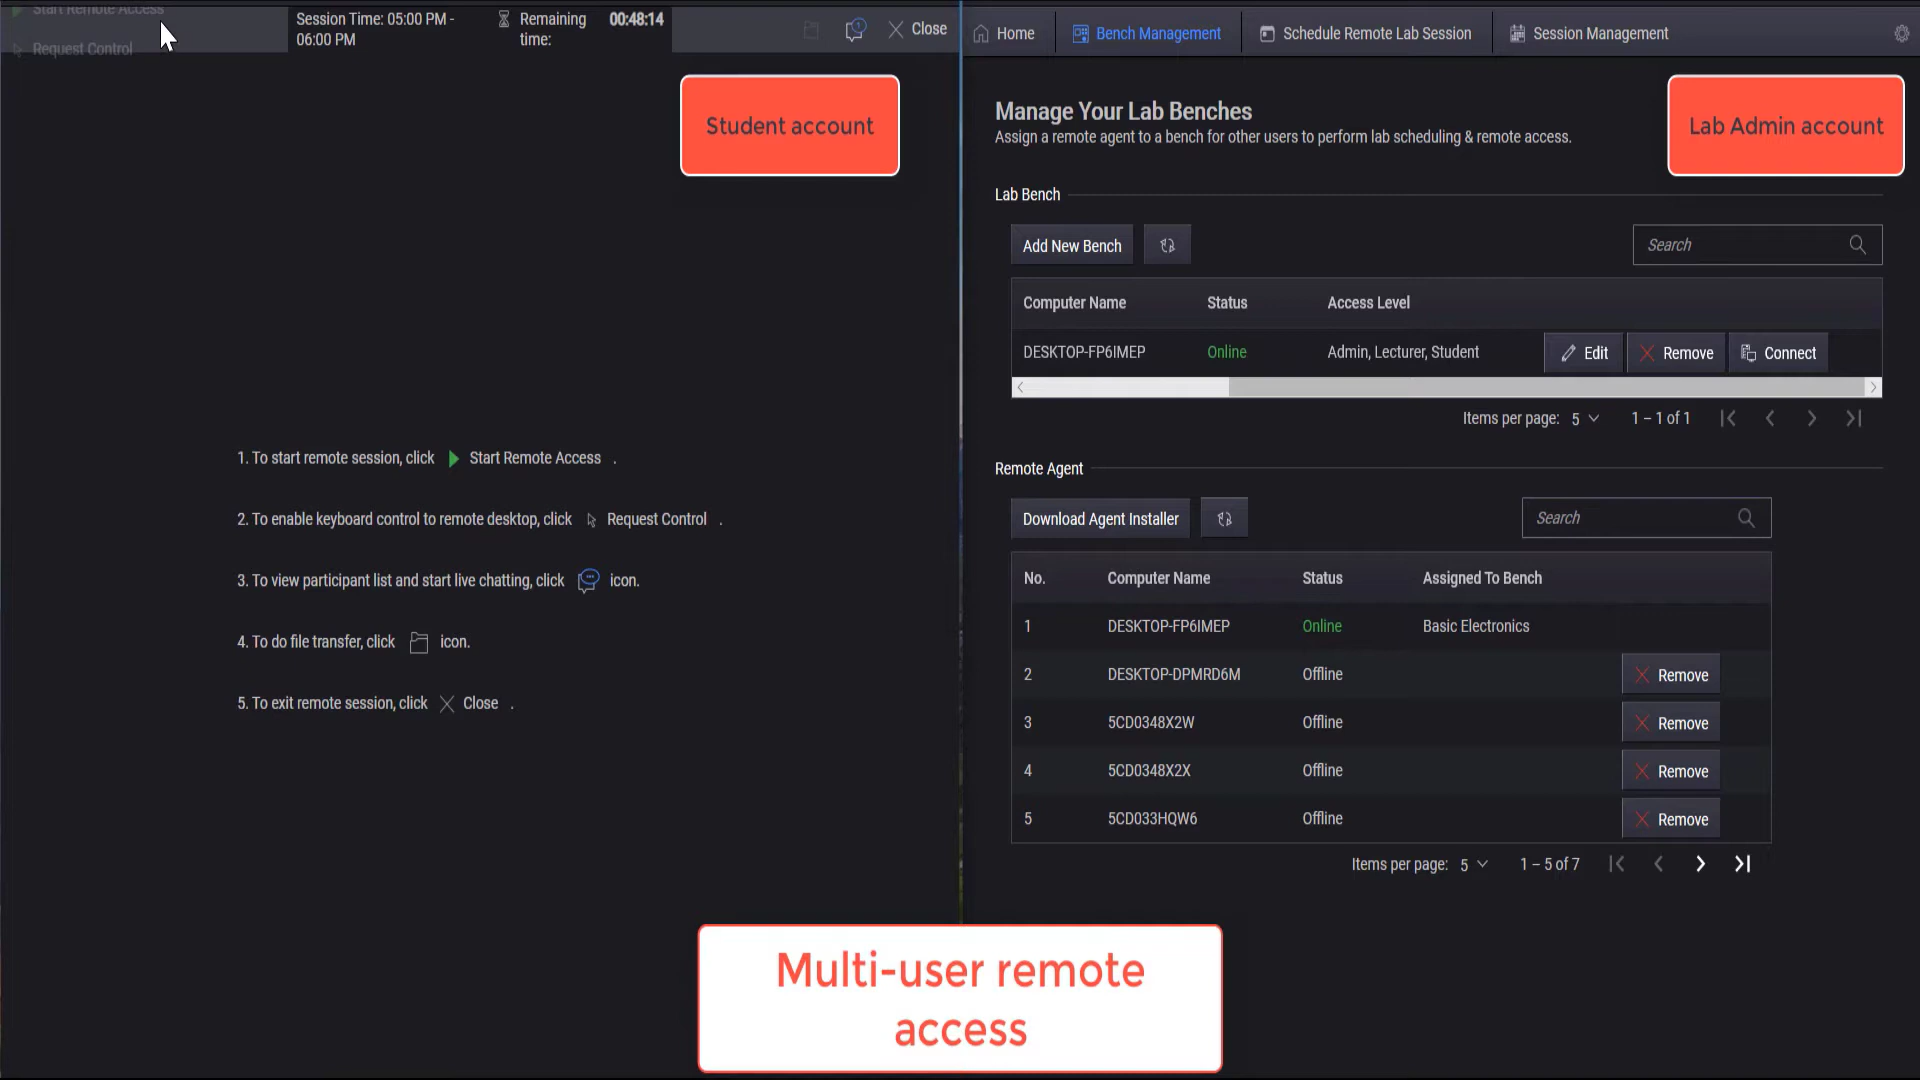 Start Remote Access
Request Control
Session Time: 05:00 PM -
06:00 PM
Remaining
time:
00:48:14
Close
Student account
1. To start remote session, click Start Remote Access .
2. To enable keyboard control to remote desktop, click Request Control .
3. To view participant list and start live chatting, click icon.
4. To do file transfer, click icon.
5. To exit remote session, click Close .
Home
Bench Management
Schedule Remote Lab Session
Session Management
Manage Your Lab Benches
Assign a remote agent to a bench for other users to perform lab scheduling & remote access.
Lab Admin account
Lab Bench
Add New Bench
Search
Computer Name Status Access Level
DESKTOP-FP6IMEP Online Admin, Lecturer, Student Edit Remove Connect
Items per page: 5 1 – 1 of 1
Remote Agent
Download Agent Installer
Search
No. Computer Name Status Assigned To Bench
1 DESKTOP-FP6IMEP Online Basic Electronics
2 DESKTOP-DPMRD6M Offline Remove
3 5CD0348X2W Offline Remove
4 5CD0348X2X Offline Remove
5 5CD033HQW6 Offline Remove
Items per page: 5 1 – 5 of 7
Multi-user remote
access